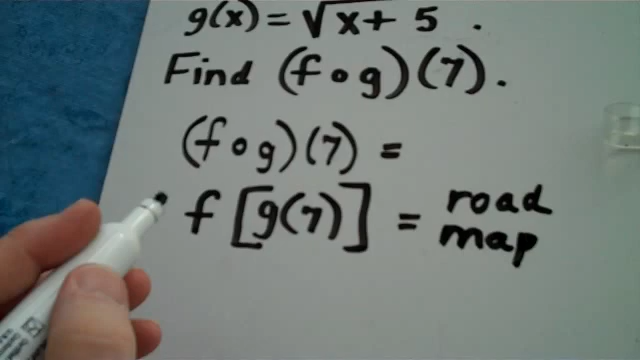 g(x) = √x + 5 .
Find (f ∘ g)(7).
(f ∘ g)(7) =
f [g(7)] = road map